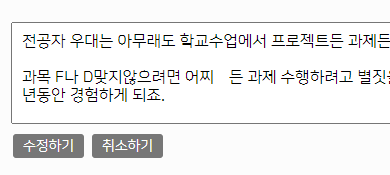 전공자 우대는 아무래도 학교수업에서 프로젝트든 과제든
과목 F나 D맞지않으려면 어찌 든 과제 수행하려고 별짓을
년동안 경험하게 되죠.
수정하기 취소하기